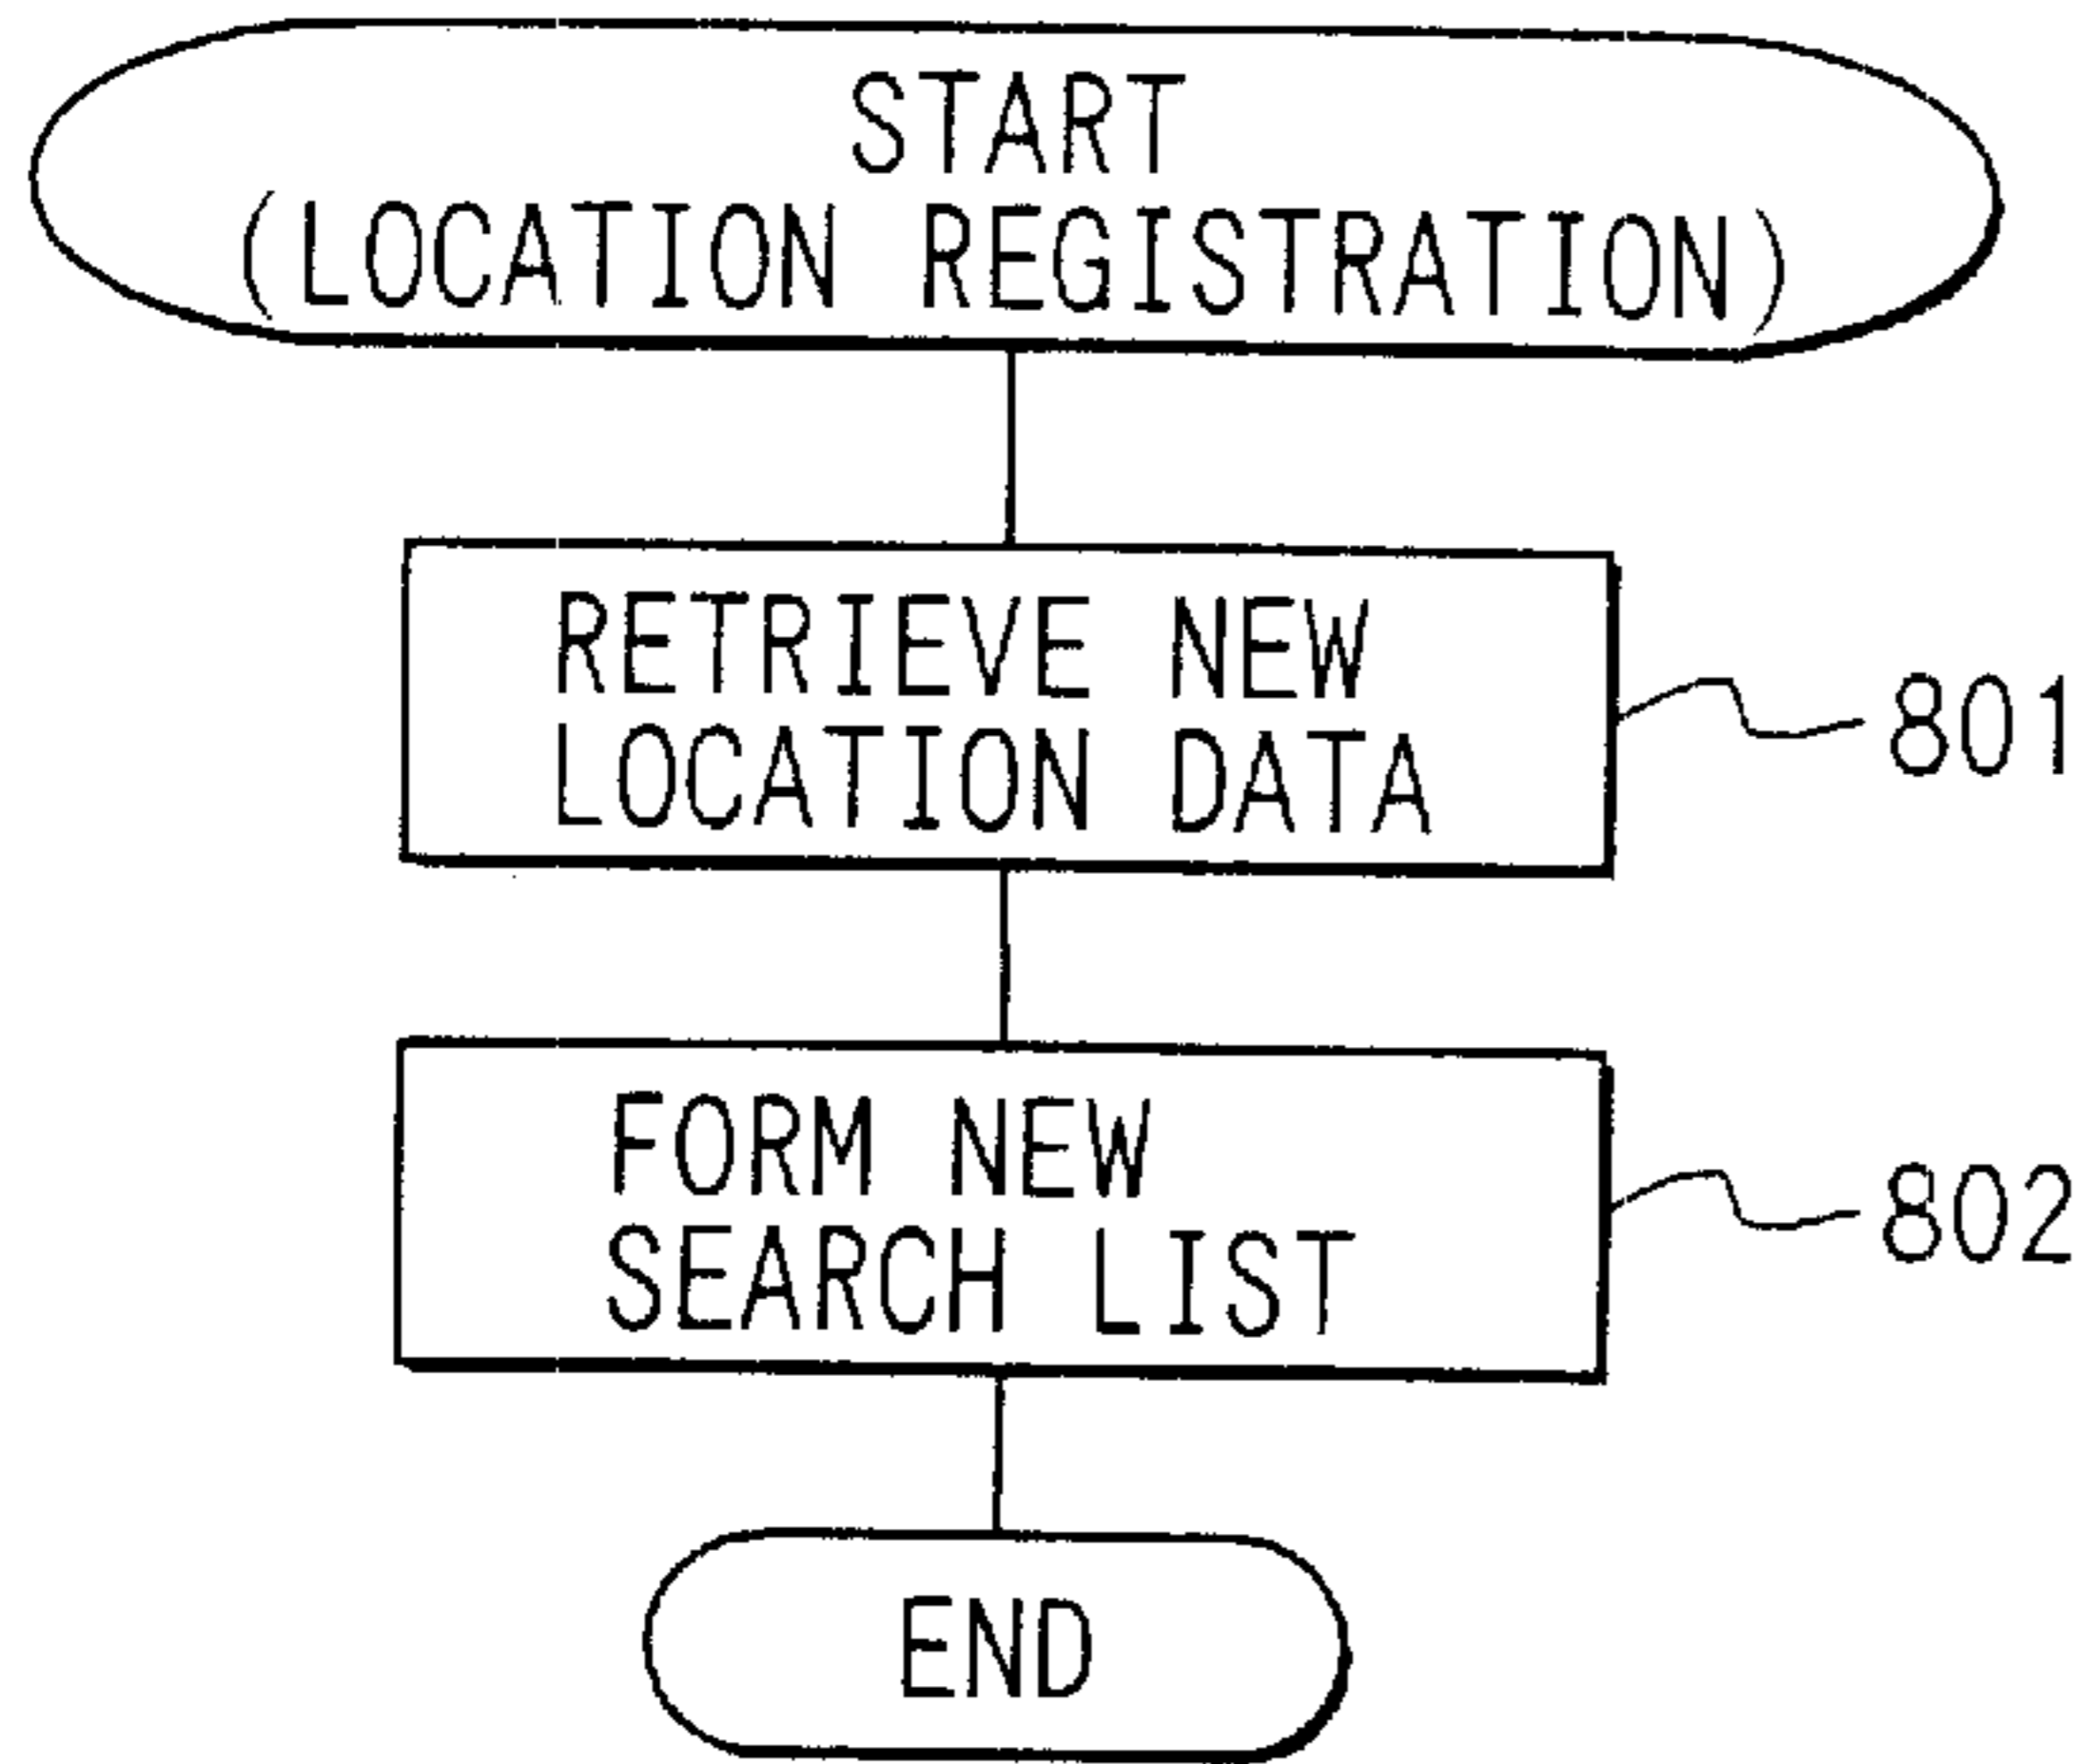 START
(LOCATION REGISTRATION)
RETRIEVE NEW
LOCATION DATA
801
FORM NEW
SEARCH LIST
802
END